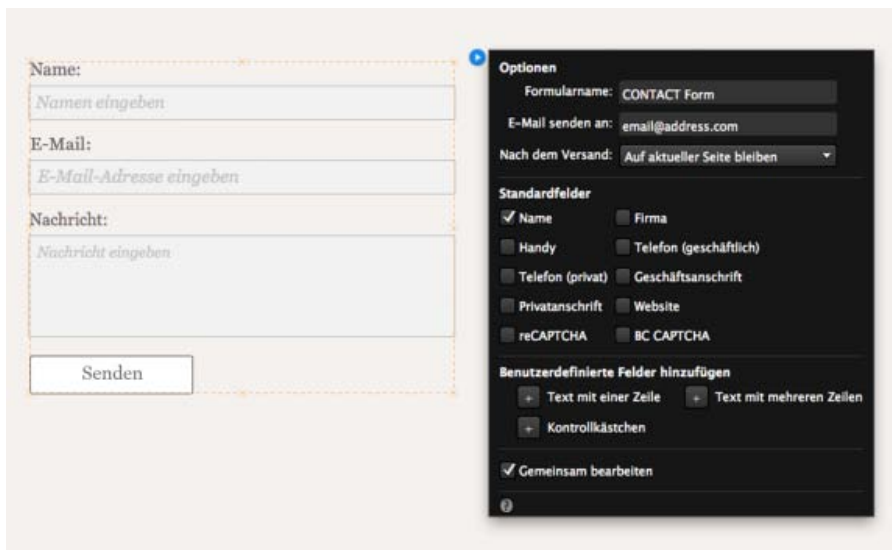 Name:
Namen eingeben
E-Mail:
E-Mail-Adresse eingeben
Nachricht:
Nachricht eingeben
Senden
Optionen
Formularname: CONTACT Form
E-Mail senden an: email@address.com
Nach dem Versand: Auf aktueller Seite bleiben
Standardfelder
Name Firma
Handy Telefon (geschäftlich)
Telefon (privat) Geschäftsanschrift
Privatanschrift Website
reCAPTCHA BC CAPTCHA
Benutzerdefinierte Felder hinzufügen
+ Text mit einer Zeile + Text mit mehreren Zeilen
+ Kontrollkästchen
Gemeinsam bearbeiten
?